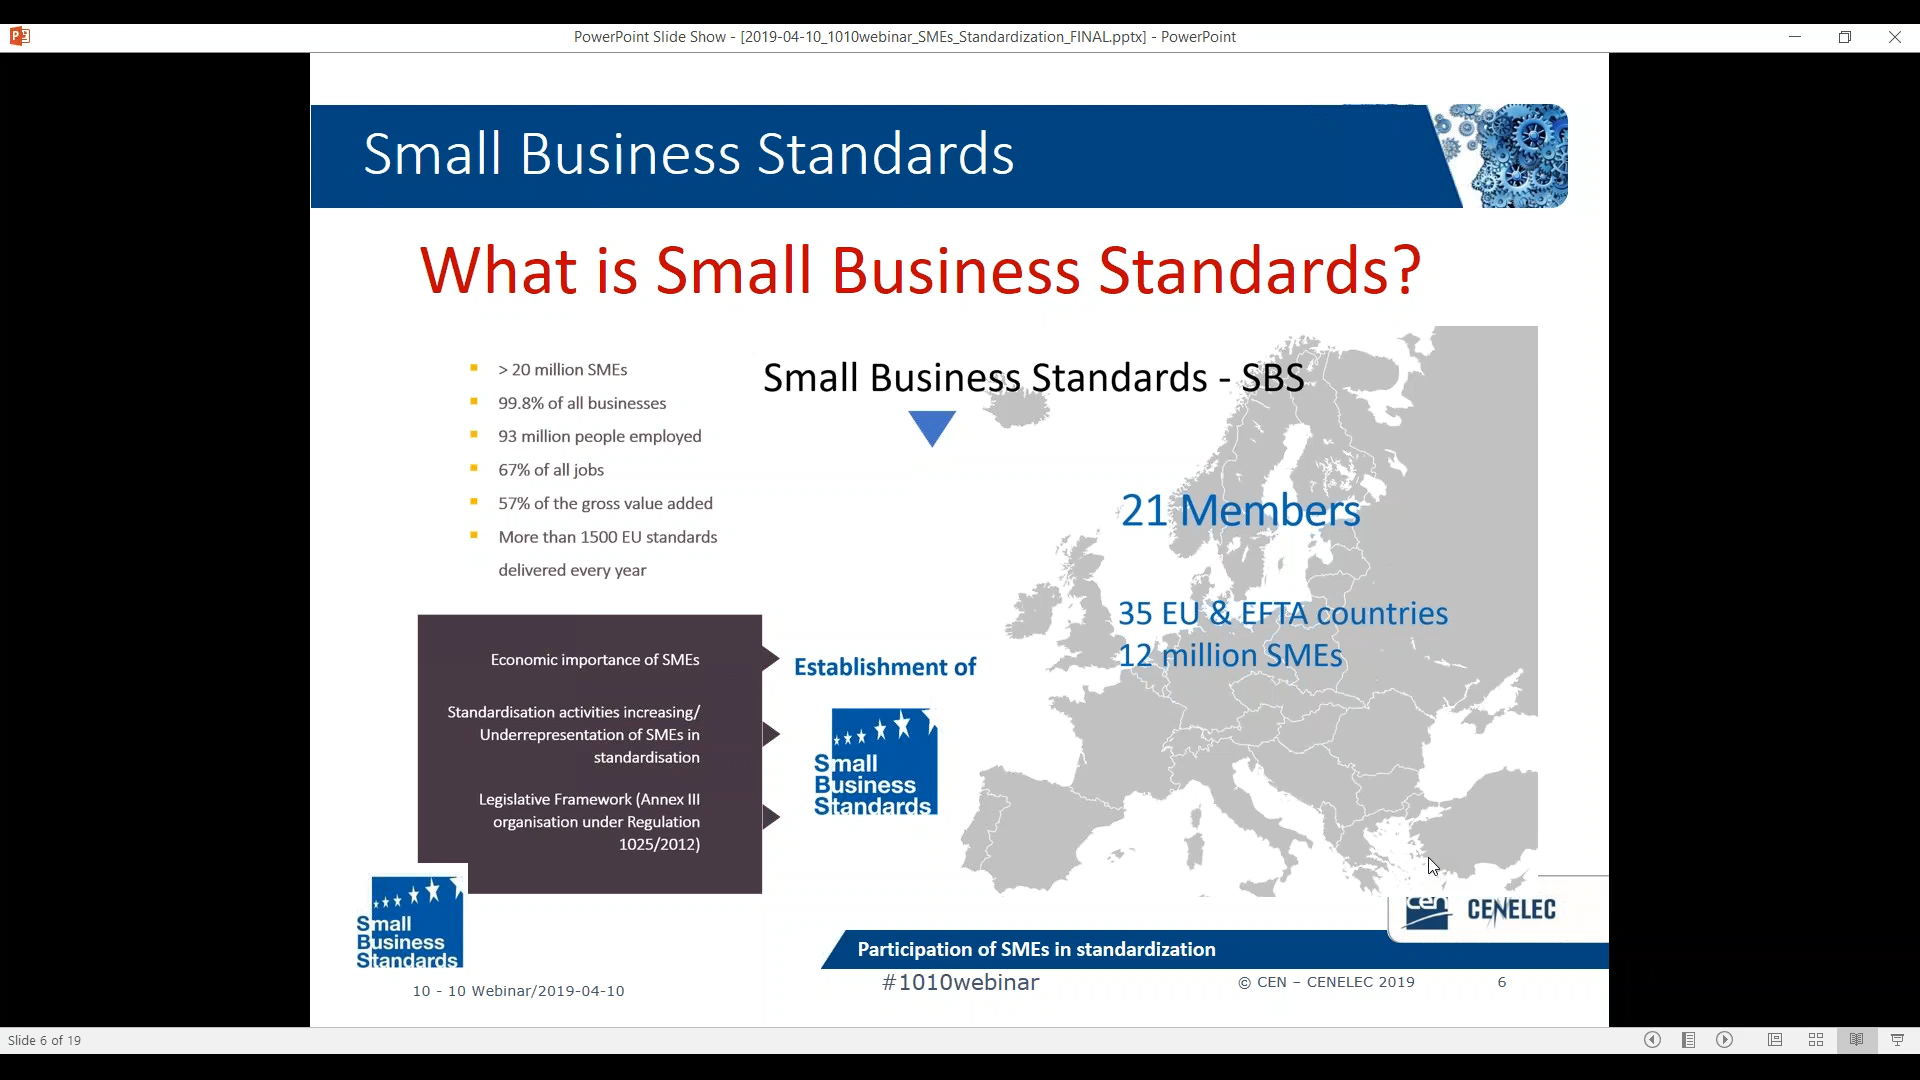 PowerPoint Slide Show - [2019-04-10_1010webinar_SMEs_Standardization_FINAL.pptx] - PowerPoint
Small Business Standards
What is Small Business Standards?
> 20 million SMEs
99.8% of all businesses
93 million people employed
67% of all jobs
57% of the gross value added
More than 1500 EU standards
delivered every year
Small Business Standards - SBS
21 Members
35 EU & EFTA countries
12 million SMEs
Economic importance of SMEs
Standardisation activities increasing/
Underrepresentation of SMEs in
standardisation
Legislative Framework (Annex III
organisation under Regulation
1025/2012)
Establishment of
Small
Business
Standards
Small
Business
Standards
cen
CENELEC
Participation of SMEs in standardization
10 - 10 Webinar/2019-04-10
#1010webinar
© CEN – CENELEC 2019
6
Slide 6 of 19